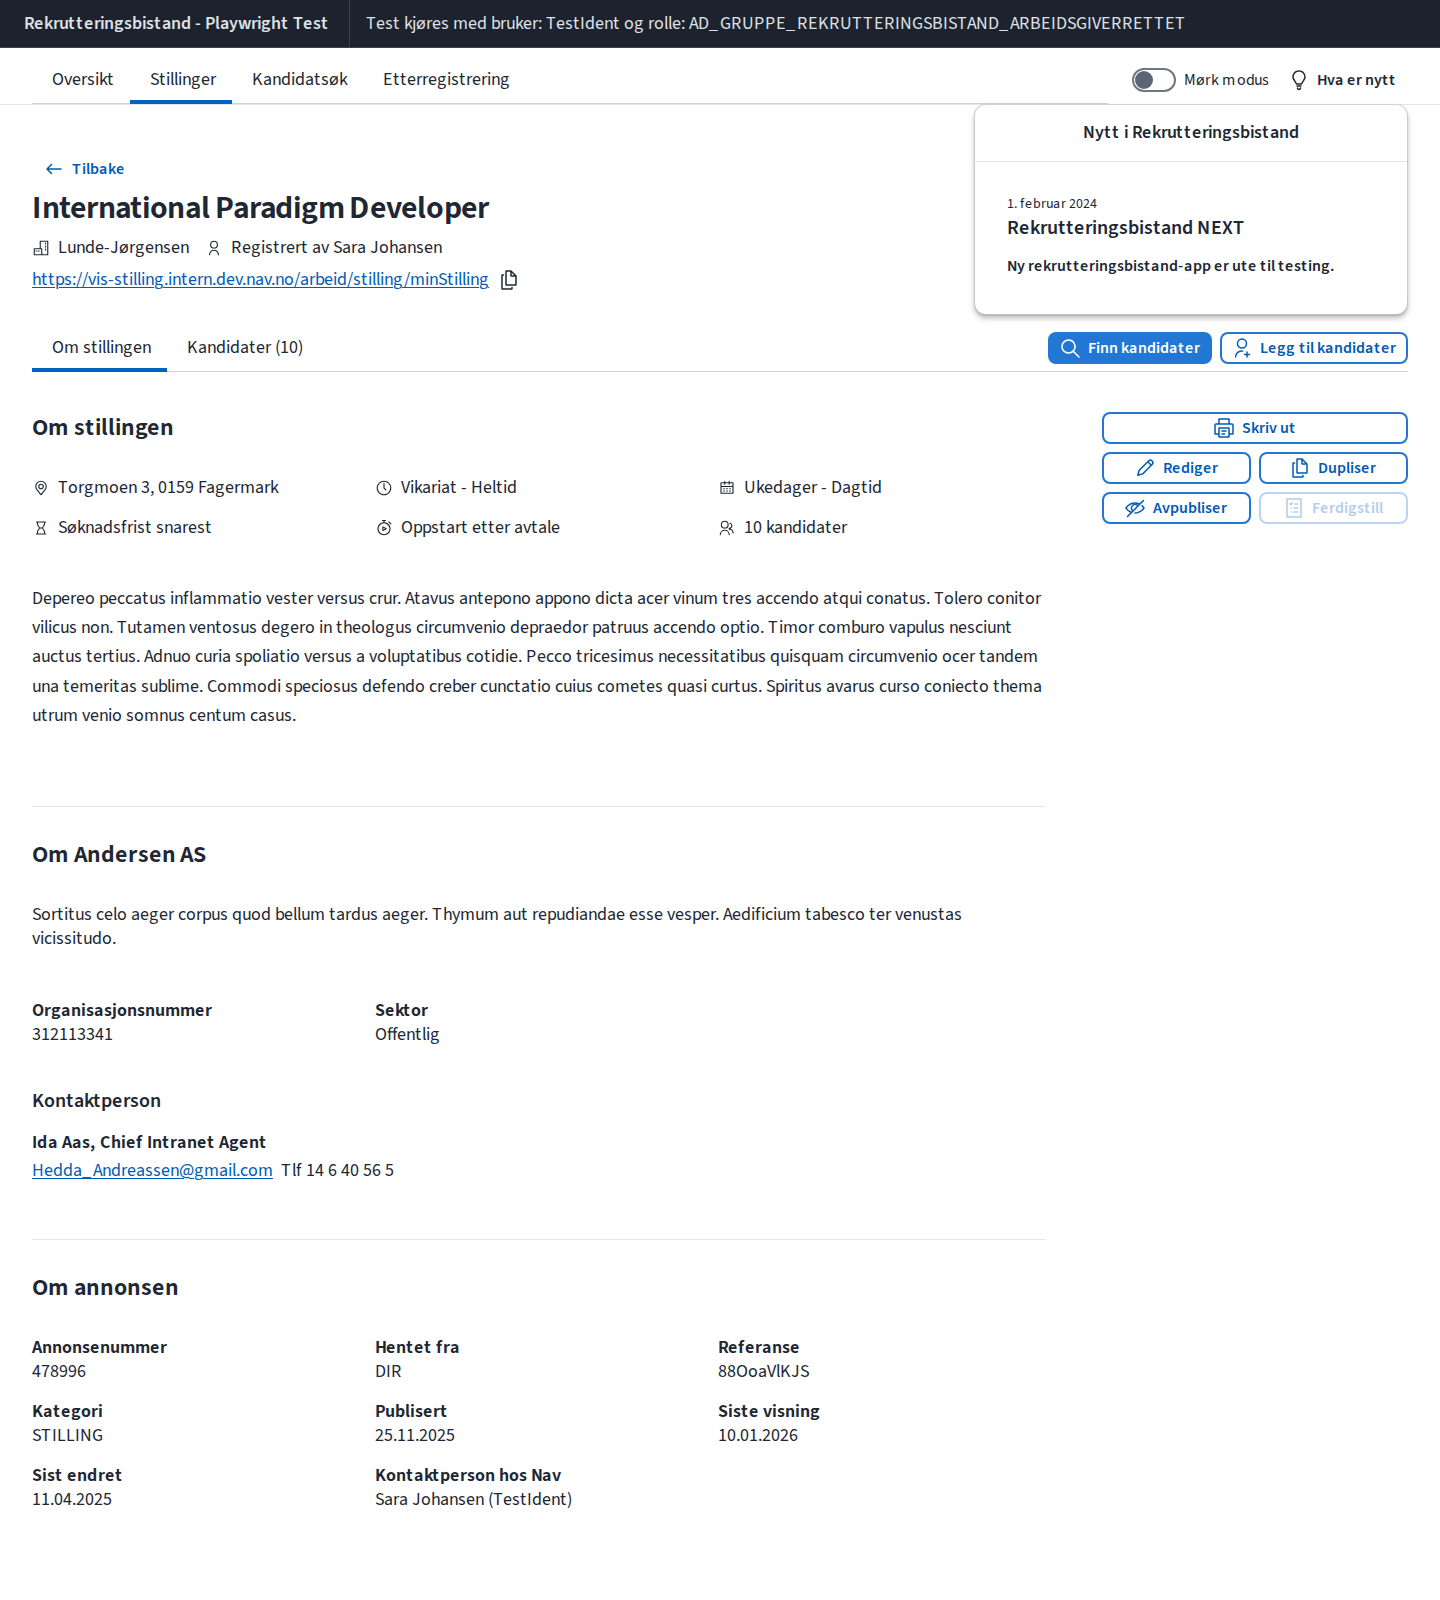 Rekrutteringsbistand - Playwright Test
Test kjøres med bruker: TestIdent og rolle: AD_GRUPPE_REKRUTTERINGSBISTAND_ARBEIDSGIVERRETTET
Oversikt
Stillinger
Kandidatsøk
Etterregistrering
Mørk modus
Hva er nytt
Nytt i Rekrutteringsbistand
1. februar 2024
Rekrutteringsbistand NEXT
Ny rekrutteringsbistand-app er ute til testing.
Tilbake
International Paradigm Developer
Lunde-Jørgensen
Registrert av Sara Johansen
https://vis-stilling.intern.dev.nav.no/arbeid/stilling/minStilling
Om stillingen
Kandidater (10)
Finn kandidater
Legg til kandidater
Om stillingen
Skriv ut
Rediger
Dupliser
Avpubliser
Ferdigstill
Torgmoen 3, 0159 Fagermark
Vikariat - Heltid
Ukedager - Dagtid
Søknadsfrist snarest
Oppstart etter avtale
10 kandidater
Depereo peccatus inflammatio vester versus crur. Atavus antepono appono dicta acer vinum tres accendo atqui conatus. Tolero conitor
vilicus non. Tutamen ventosus degero in theologus circumvenio depraedor patruus accendo optio. Timor comburo vapulus nesciunt
auctus tertius. Adnuo curia spoliatio versus a voluptatibus cotidie. Pecco tricesimus necessitatibus quisquam circumvenio ocer tandem
una temeritas sublime. Commodi speciosus defendo creber cunctatio cuius cometes quasi curtus. Spiritus avarus curso coniecto thema
utrum venio somnus centum casus.
Om Andersen AS
Sortitus celo aeger corpus quod bellum tardus aeger. Thymum aut repudiandae esse vesper. Aedificium tabesco ter venustas
vicissitudo.
Organisasjonsnummer
312113341
Sektor
Offentlig
Kontaktperson
Ida Aas, Chief Intranet Agent
Hedda_Andreassen@gmail.com Tlf 14 6 40 56 5
Om annonsen
Annonsenummer
478996
Hentet fra
DIR
Referanse
88OoaVlKJS
Kategori
STILLING
Publisert
25.11.2025
Siste visning
10.01.2026
Sist endret
11.04.2025
Kontaktperson hos Nav
Sara Johansen (TestIdent)